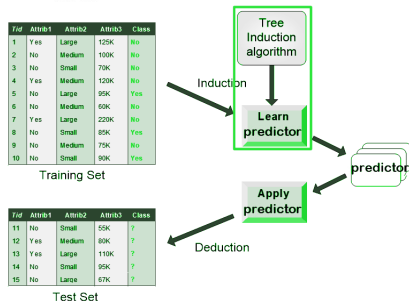 Tid Attrib1 Attrib2 Attrib3 Class
1 Yes Large 125K No
2 No Medium 100K No
3 No Small 70K No
4 Yes Medium 120K No
5 No Large 95K Yes
6 No Medium 60K No
7 Yes Large 220K No
8 No Small 85K Yes
9 No Medium 75K No
10 No Small 90K Yes
Training Set
Tree
Induction
algorithm
Induction
Learn
predictor
predictor
Apply
predictor
Deduction
Tid Attrib1 Attrib2 Attrib3 Class
11 No Small 55K ?
12 Yes Medium 80K ?
13 Yes Large 110K ?
14 No Small 95K ?
15 No Large 67K ?
Test Set